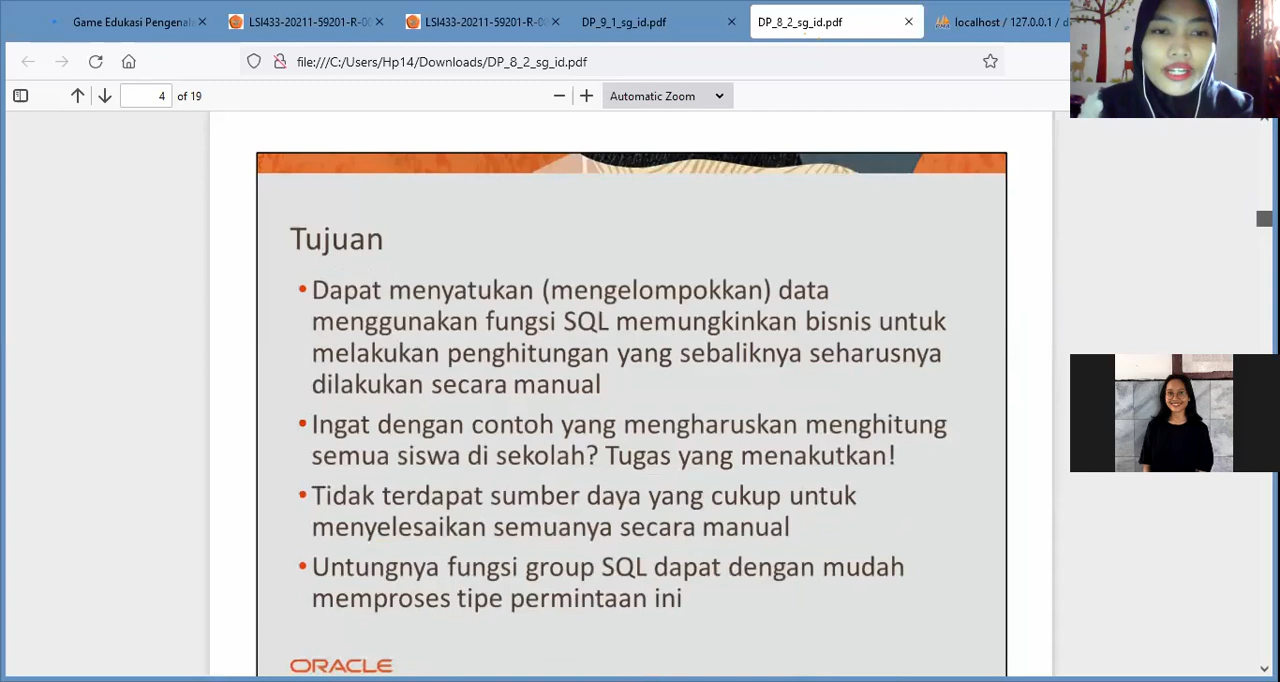 Game Edukasi Pengenal
LSI433-20211-59201-R-0
LSI433-20211-59201-R-0
DP_9_1_sg_id.pdf
DP_8_2_sg_id.pdf
localhost / 127.0.0.1 / d
file:///C:/Users/Hp14/Downloads/DP_8_2_sg_id.pdf
4 of 19
Automatic Zoom
Tujuan
•Dapat menyatukan (mengelompokkan) data
menggunakan fungsi SQL memungkinkan bisnis untuk
melakukan penghitungan yang sebaliknya seharusnya
dilakukan secara manual
•Ingat dengan contoh yang mengharuskan menghitung
semua siswa di sekolah? Tugas yang menakutkan!
•Tidak terdapat sumber daya yang cukup untuk
menyelesaikan semuanya secara manual
•Untungnya fungsi group SQL dapat dengan mudah
memproses tipe permintaan ini
ORACLE